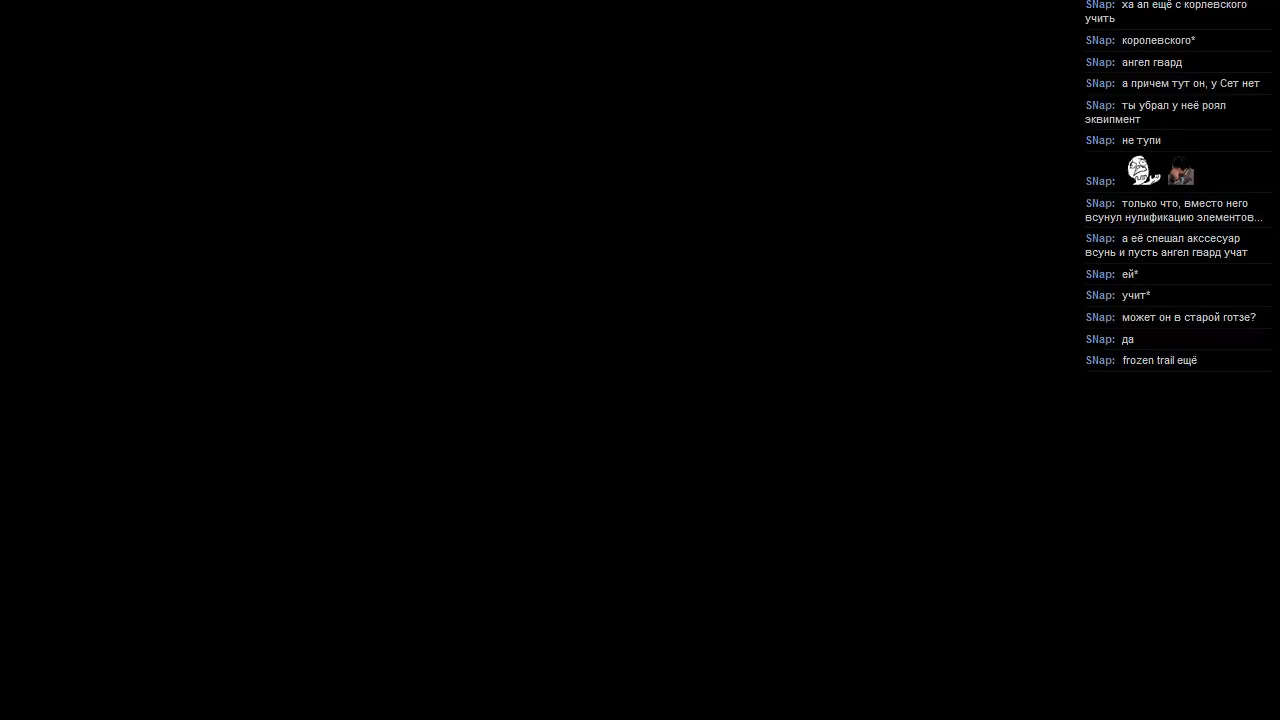 SNap: ха ап ещё с корлевского
учить
SNap: королевского*
SNap: ангел гвард
SNap: а причем тут он, у Сет нет
SNap: ты убрал у неё роял
эквипмент
SNap: не тупи
SNap:
SNap: только что, вместо него
всунул нулификацию элементов...
SNap: а её спешал акссесуар
всунь и пусть ангел гвард учат
SNap: ей*
SNap: учит*
SNap: может он в старой готзе?
SNap: да
SNap: frozen trail ещё